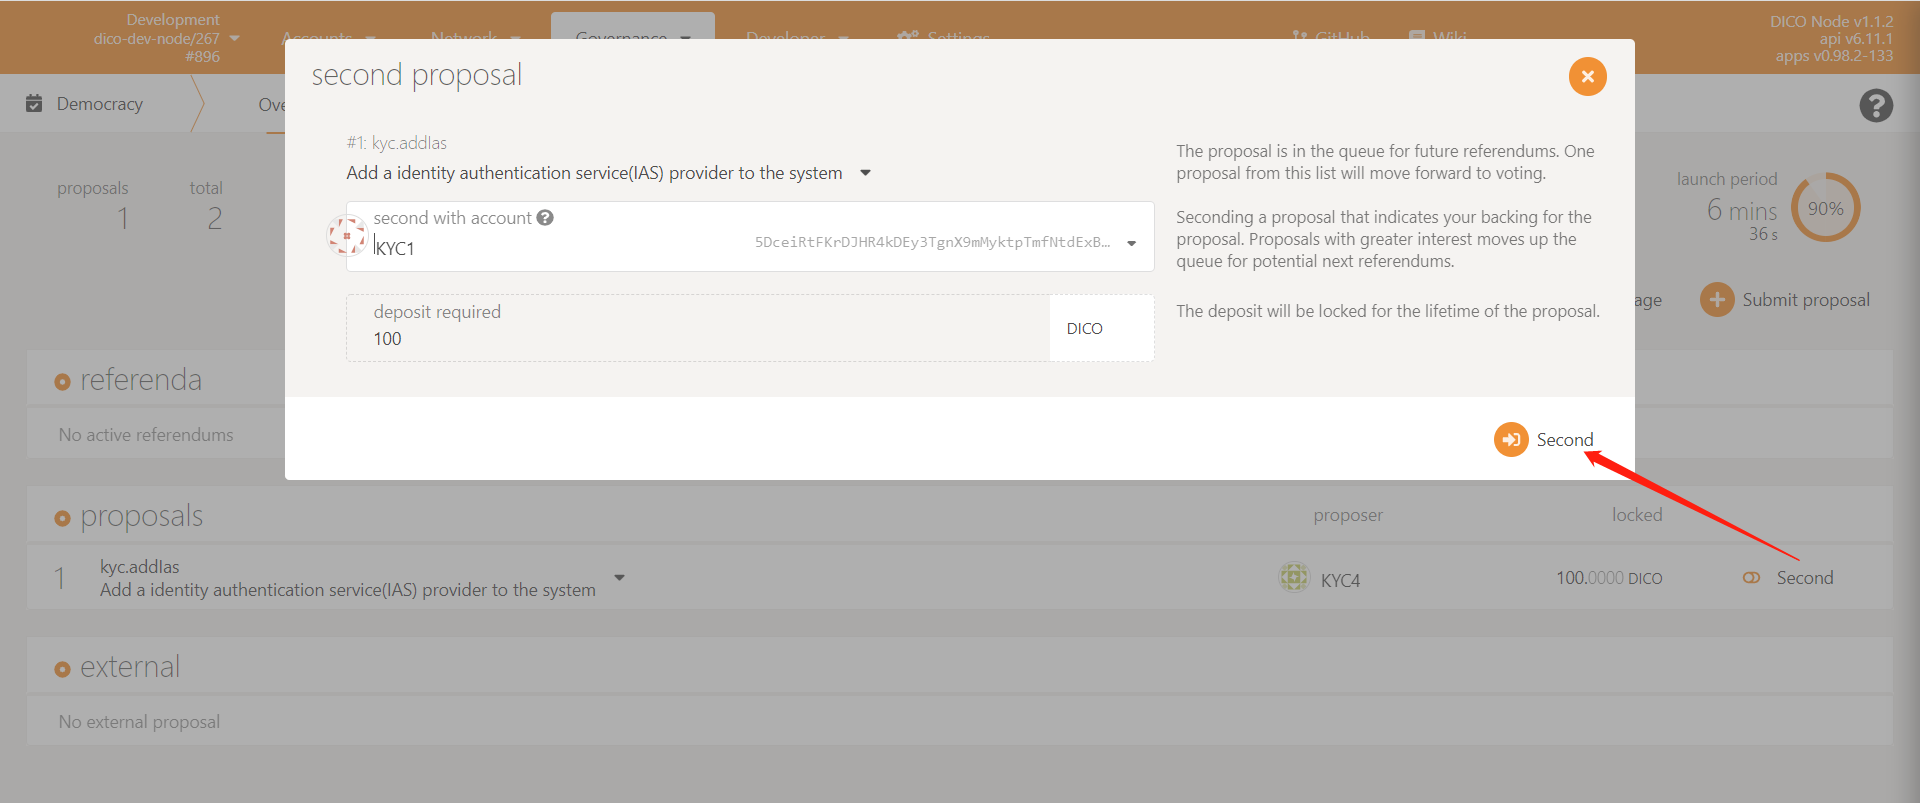 Development
dico-dev-node/267
#896
Accounts
Network
Governance
Developer
Settings
GitHub
Wiki
DICO Node v1.1.2
api v6.11.1
apps v0.98.2-133
Democracy
Ove
second proposal
#1: kyc.addIas
Add a identity authentication service(IAS) provider to the system
second with account
KYC1
5DceiRtFKrDJHR4kDEy3TgnX9mMyktpTmfNtdExB…
deposit required
100
DICO
The proposal is in the queue for future referendums. One
proposal from this list will move forward to voting.
Seconding a proposal that indicates your backing for the
proposal. Proposals with greater interest moves up the
queue for potential next referendums.
The deposit will be locked for the lifetime of the proposal.
Second
proposals
1
total
2
launch period
6 mins
36 s
90%
age
Submit proposal
referenda
No active referendums
proposals
proposer
locked
1
kyc.addIas
Add a identity authentication service(IAS) provider to the system
KYC4
100.0000 DICO
Second
external
No external proposal